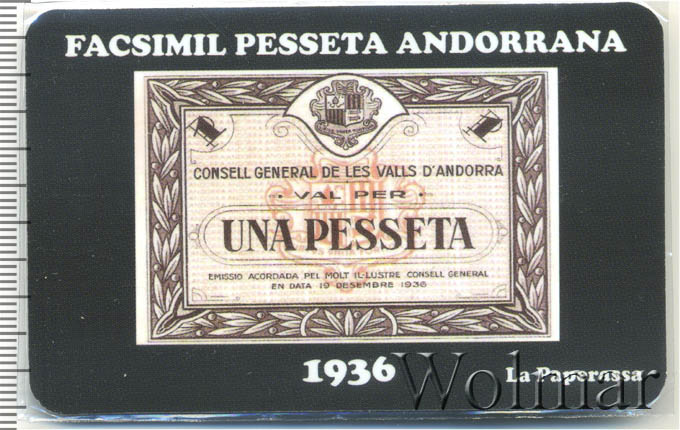 FACSIMIL PESSETA ANDORRANA
CONSELL GENERAL DE LES VALLS D'ANDORRA
· VAL PER ·
UNA PESSETA
EMISSIO ACORDADA PEL MOLT IL·LUSTRE CONSELL GENERAL
EN DATA 19 DESEMBRE 1936
1936
La Paperassa
Wolmar